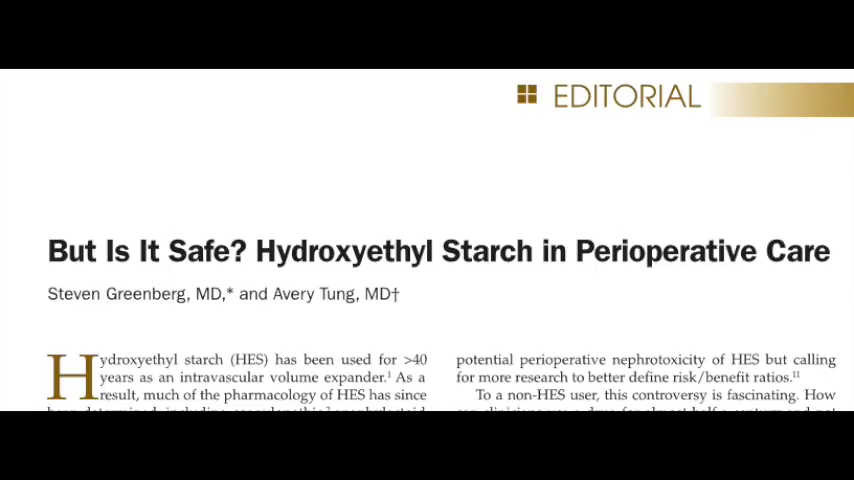 EDITORIAL
But Is It Safe? Hydroxyethyl Starch in Perioperative Care
Steven Greenberg, MD,* and Avery Tung, MD†
Hydroxyethyl starch (HES) has been used for >40
years as an intravascular volume expander.¹ As a
result, much of the pharmacology of HES has since
potential perioperative nephrotoxicity of HES but calling
for more research to better define risk/benefit ratios.¹¹
To a non-HES user, this controversy is fascinating. How